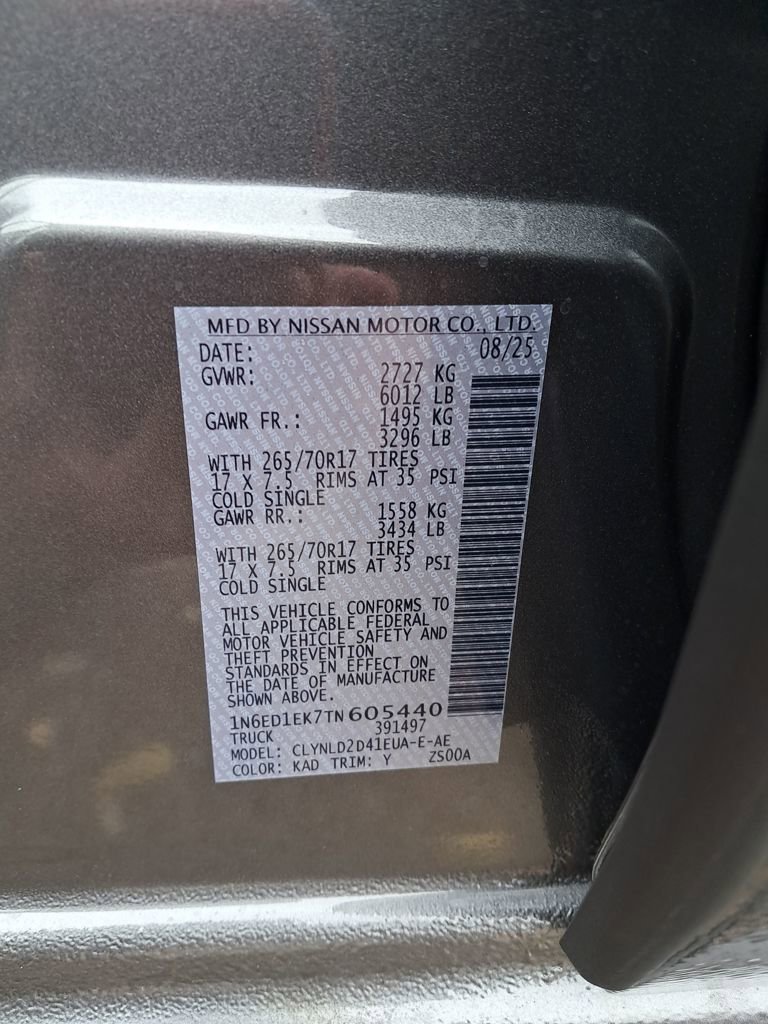 MFD BY NISSAN MOTOR CO., LTD.
DATE: 08/25
GVWR: 2727 KG
6012 LB
GAWR FR.: 1495 KG
3296 LB
WITH 265/70R17 TIRES
17 X 7.5 RIMS AT 35 PSI
COLD SINGLE
GAWR RR.: 1558 KG
3434 LB
WITH 265/70R17 TIRES
17 X 7.5 RIMS AT 35 PSI
COLD SINGLE
THIS VEHICLE CONFORMS TO
ALL APPLICABLE FEDERAL
MOTOR VEHICLE SAFETY AND
THEFT PREVENTION
STANDARDS IN EFFECT ON
THE DATE OF MANUFACTURE
SHOWN ABOVE.
1N6ED1EK7TN605440
391497
TRUCK
MODEL: CLYNLD2D41EUA-E-AE
COLOR: KAD TRIM: Y ZS00A